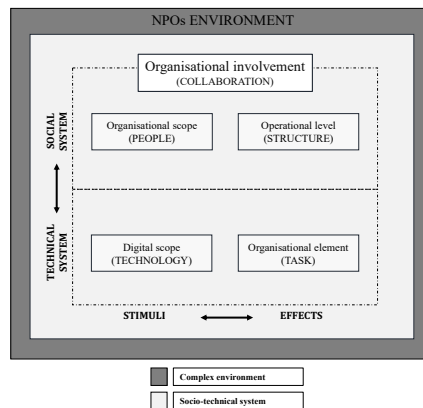 NPOs ENVIRONMENT
Organisational involvement
(COLLABORATION)
SOCIAL
SYSTEM
Organisational scope
(PEOPLE)
Operational level
(STRUCTURE)
TECHNICAL
SYSTEM
Digital scope
(TECHNOLOGY)
Organisational element
(TASK)
STIMULI
EFFECTS
Complex environment
Socio-technical system